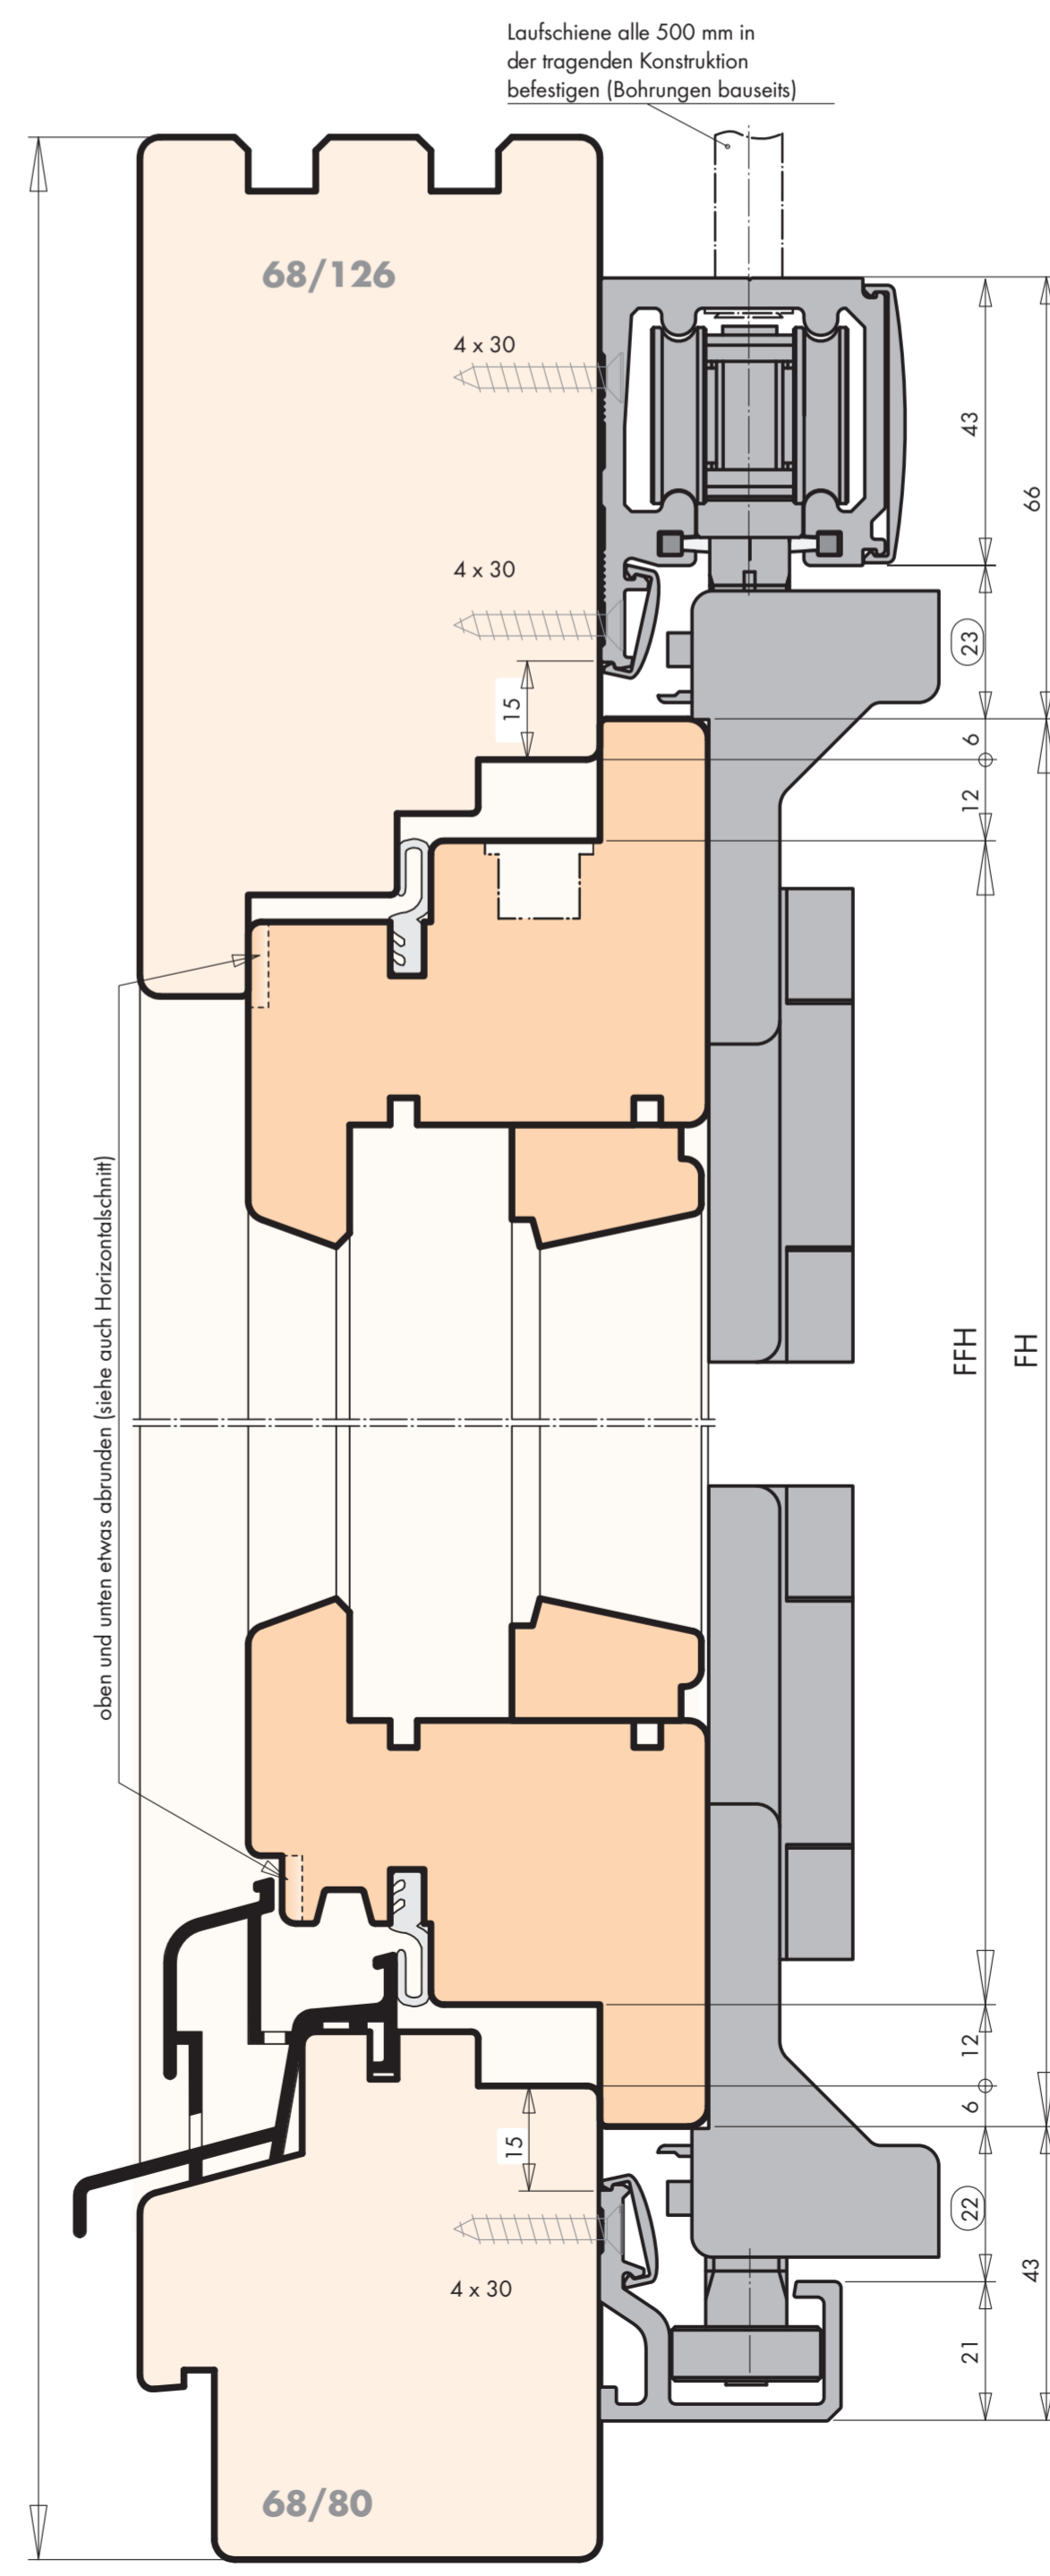 Laufschiene alle 500 mm in
der tragenden Konstruktion
befestigen (Bohrungen bauseits)
68/126
4 x 30
43
66
4 x 30
23
15
6
12
oben und unten etwas abrunden (siehe auch Horizontalschnitt)
FFH
FH
12
6
15
22
4 x 30
43
21
68/80